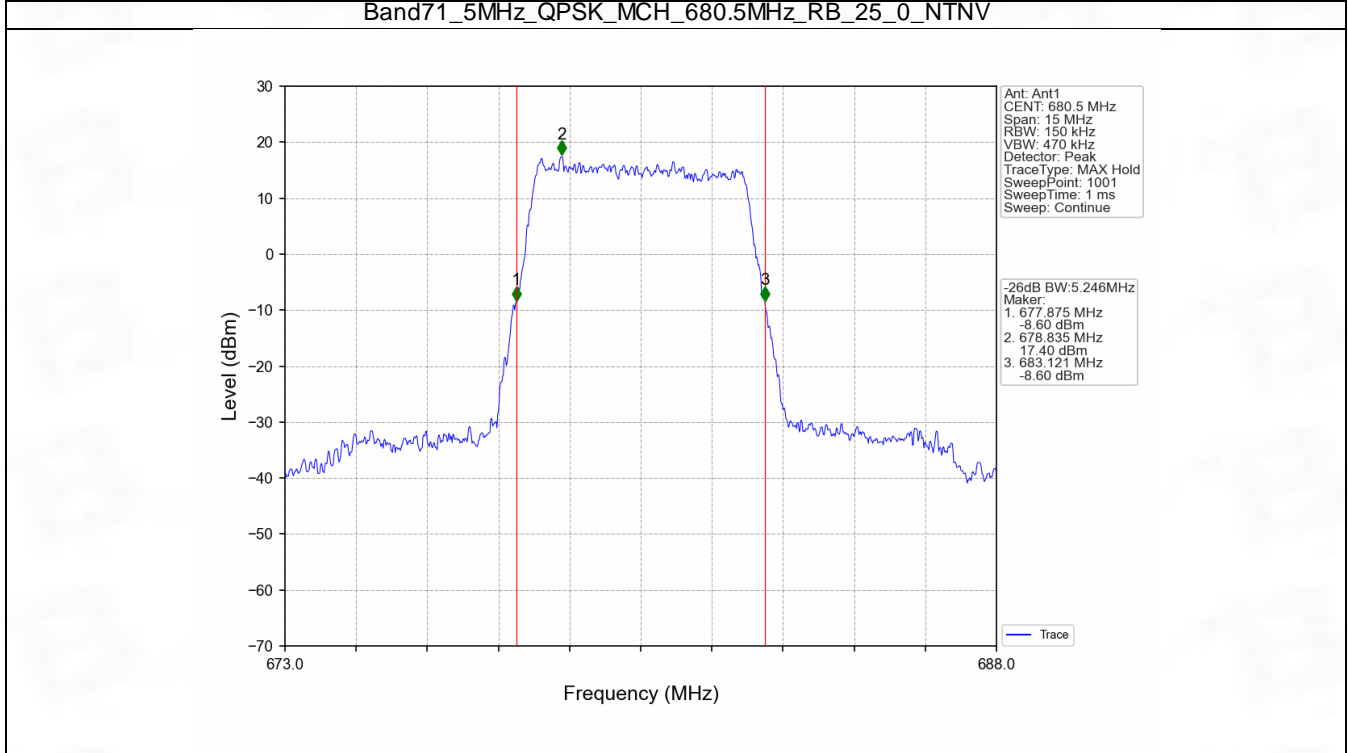 Band71_5MHz_QPSK_MCH_680.5MHz_RB_25_0_NTNV
30
20
10
0
−10
−20
−30
−40
−50
−60
−70
Level (dBm)
673.0
688.0
Frequency (MHz)
1
2
3
Ant: Ant1
CENT: 680.5 MHz
Span: 15 MHz
RBW: 150 kHz
VBW: 470 kHz
Detector: Peak
TraceType: MAX Hold
SweepPoint: 1001
SweepTime: 1 ms
Sweep: Continue
-26dB BW:5.246MHz
Maker:
1. 677.875 MHz
-8.60 dBm
2. 678.835 MHz
17.40 dBm
3. 683.121 MHz
-8.60 dBm
Trace